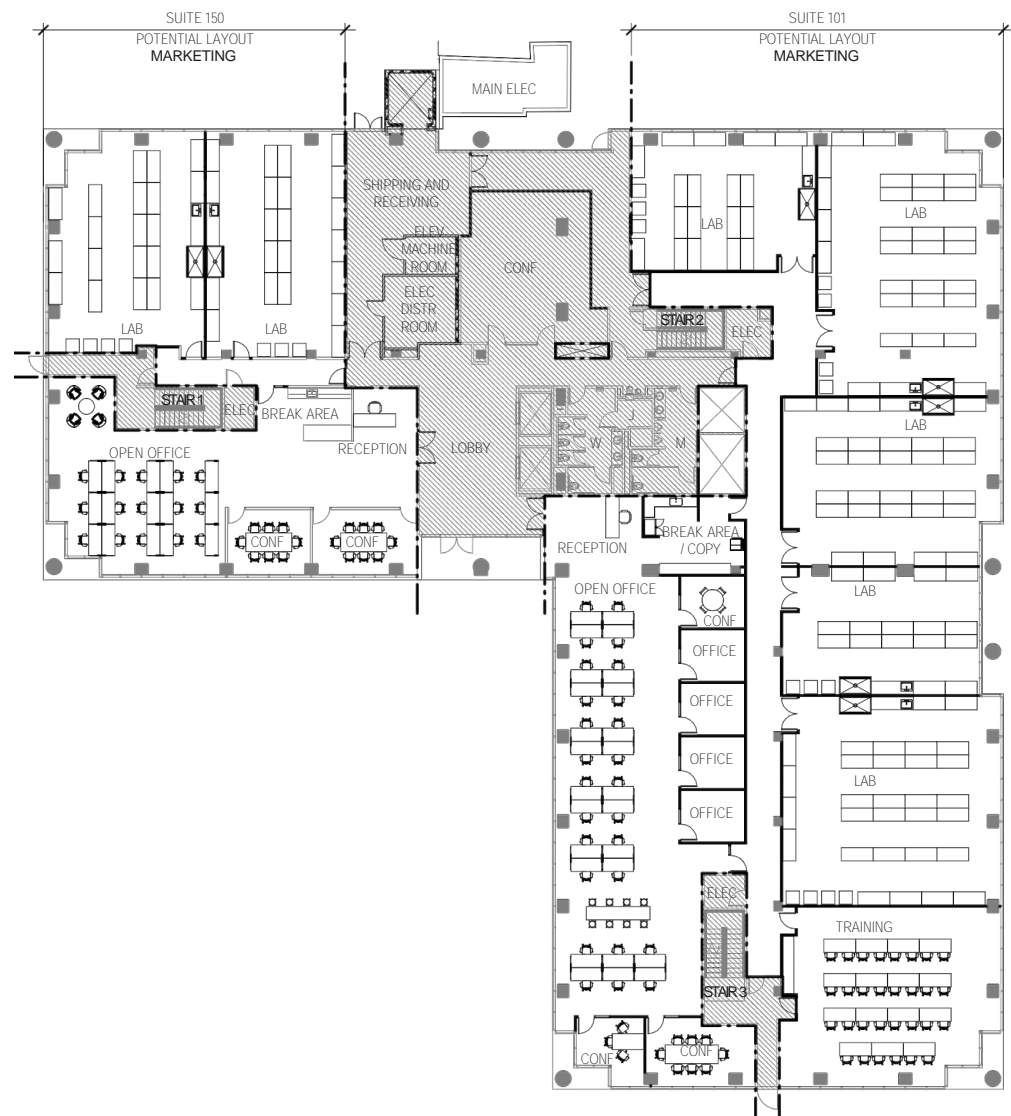 SUITE 150
POTENTIAL LAYOUT
MARKETING
SUITE 101
POTENTIAL LAYOUT
MARKETING
MAIN ELEC
SHIPPING AND
RECEIVING
ELEV
MACHINE
ROOM
ELEC
DISTR
ROOM
CONF
LAB
LAB
LAB
LAB
STAIR 2
ELEC
STAIR 1
ELEC
BREAK AREA
RECEPTION
OPEN OFFICE
LOBBY
W
J
M
LAB
CONF
CONF
RECEPTION
BREAK AREA
/ COPY
OPEN OFFICE
CONF
LAB
OFFICE
OFFICE
OFFICE
OFFICE
LAB
ELEC
TRAINING
STAIR 3
CONF
CONF